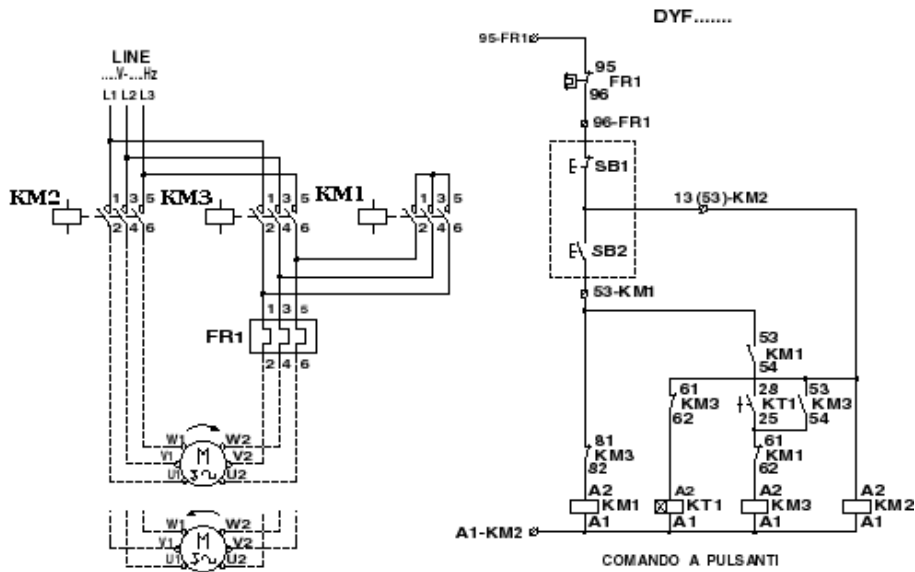 DYF.......
95-FR1
LINE
.....V-....Hz
L1 L2 L3
95
FR1
96
96-FR1
SB1
KM2
1 3 5
2 4 6
KM3
1 3 5
2 4 6
KM1
1 3 5
2 4 6
13 (53)-KM2
SB2
53-KM1
FR1
1 3 5
2 4 6
53
KM1
54
61
KM3
62
28
KT1
25
53
KM3
54
81
KM3
82
61
KM1
62
W1
V1
U1
M
3~
W2
V2
U2
A2
KM1
A1
A2
KT1
A1
A2
KM3
A1
A2
KM2
A1
A1-KM2
W1
V1
U1
M
3~
W2
V2
U2
COMANDO A PULSANTI